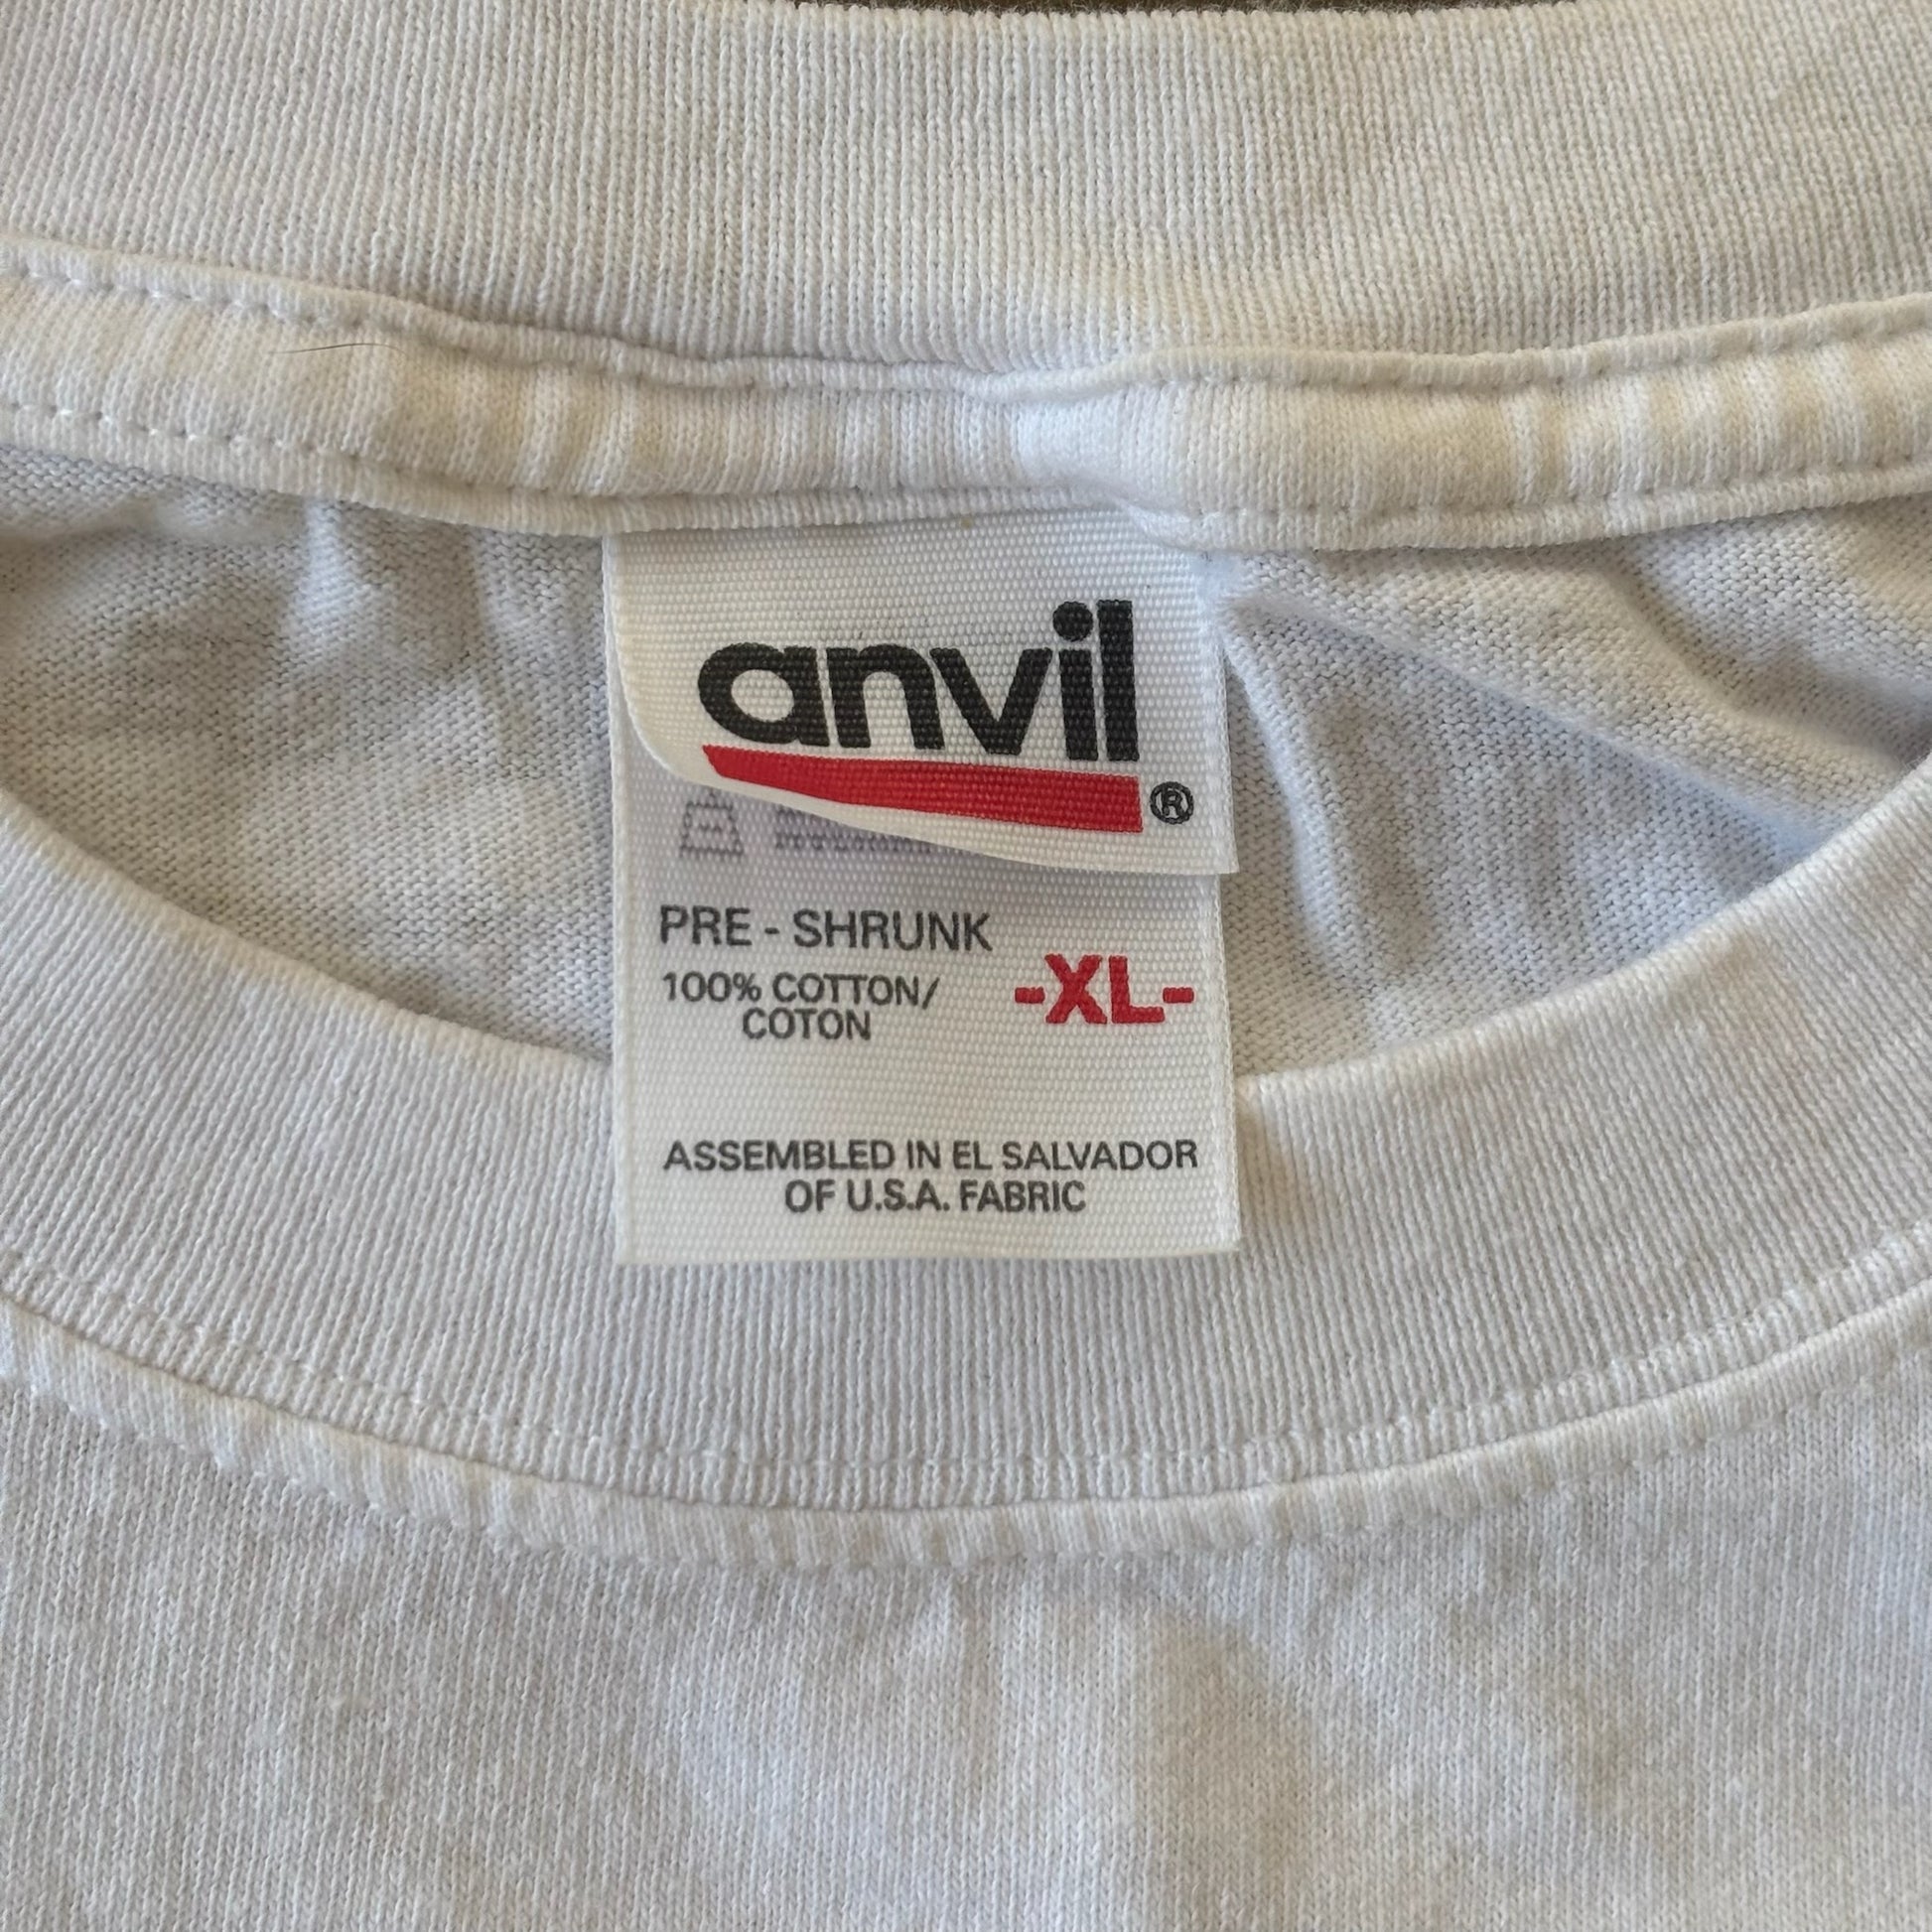 anvil
®
PRE - SHRUNK
-XL-
100% COTTON/
COTON
ASSEMBLED IN EL SALVADOR
OF U.S.A. FABRIC